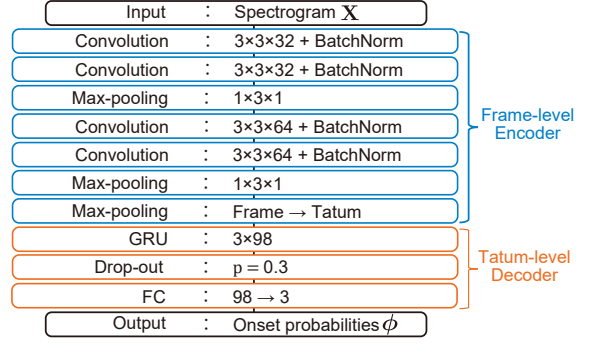 Input : Spectrogram X
Convolution : 3×3×32 + BatchNorm
Convolution : 3×3×32 + BatchNorm
Max-pooling : 1×3×1
Convolution : 3×3×64 + BatchNorm
Convolution : 3×3×64 + BatchNorm
Max-pooling : 1×3×1
Max-pooling : Frame → Tatum
Frame-level
Encoder
GRU : 3×98
Drop-out : p = 0.3
FC : 98 → 3
Tatum-level
Decoder
Output : Onset probabilities ϕ